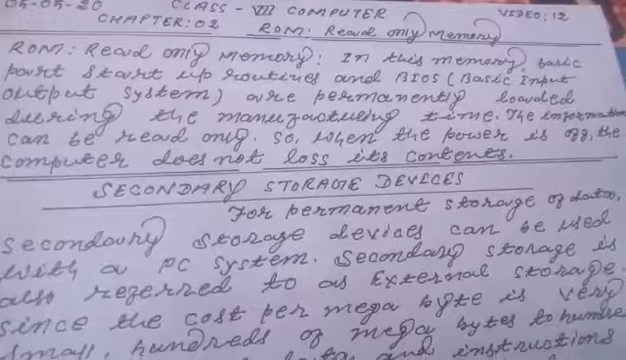 05-05-20 CLASS - VII COMPUTER VIDEO: 12
CHAPTER: 02 ROM: Read only Memory
ROM: Read only Memory: In this memory, basic
part start up routines and BIOS (Basic Input
output system) are permanently loaded
during the manufacturing time. The information
can be read only. So, when the power is off, the
computer does not loss its contents.
SECONDARY STORAGE DEVICES
For permanent storage of data,
secondary storage devices can be used
with a PC system. Secondary storage is
also referred to as External storage.
since the cost per mega byte is very
small, hundreds of mega bytes to
and instructions